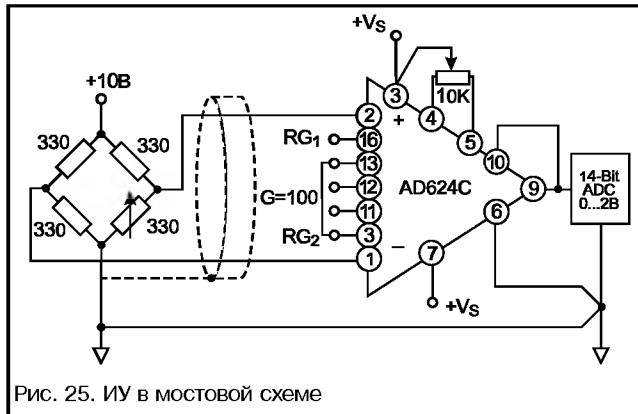 +VS
+10В
330
330
330
330
RG1
G=100
RG2
2
16
13
12
11
3
1
3
+
4
10K
5
10
9
6
7
–
AD624C
+VS
14-Bit
ADC
0...2В
Рис. 25. ИУ в мостовой схеме